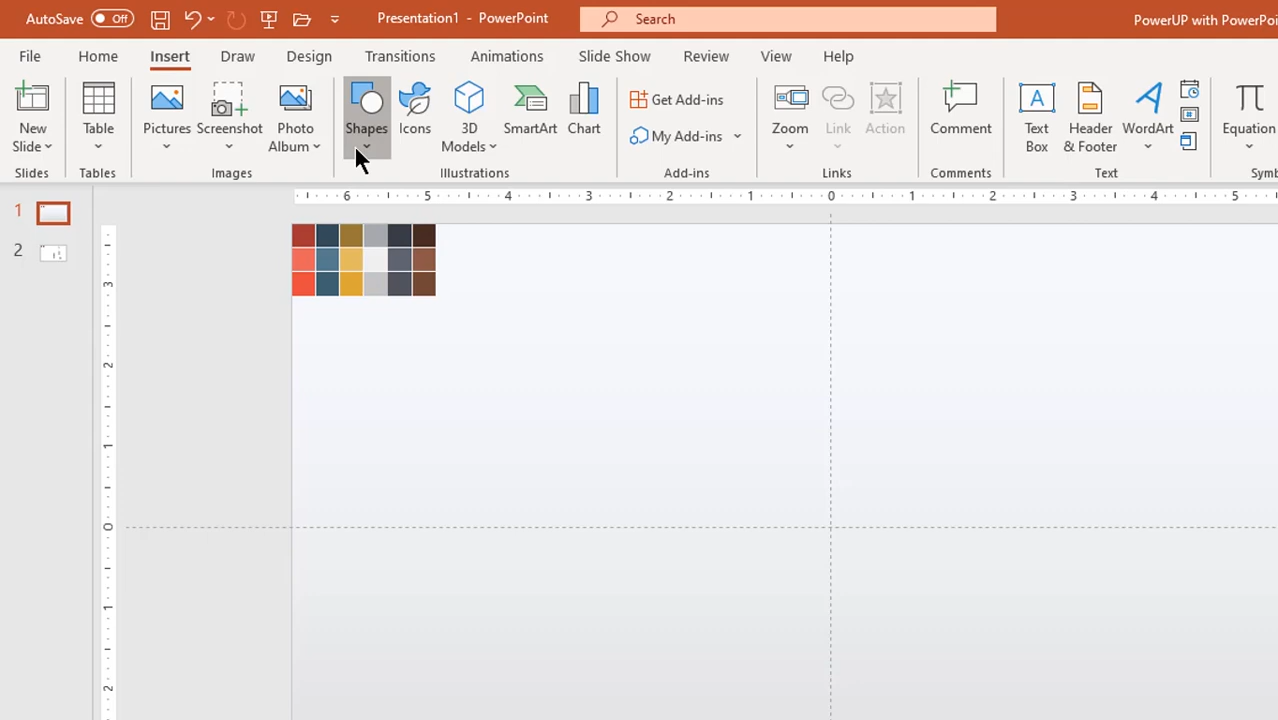 AutoSave Off Presentation1 - PowerPoint Search PowerUP with PowerPoi
File Home Insert Draw Design Transitions Animations Slide Show Review View Help
New Slide Table Pictures Screenshot Photo Album Shapes Icons 3D Models SmartArt Chart Get Add-ins My Add-ins Zoom Link Action Comment Text Box Header & Footer WordArt Equation
Slides Tables Images Illustrations Add-ins Links Comments Text Symb
6 5 4 3 2 1 0 1 2 3 4 5
1
2
3
2
1
0
1
2